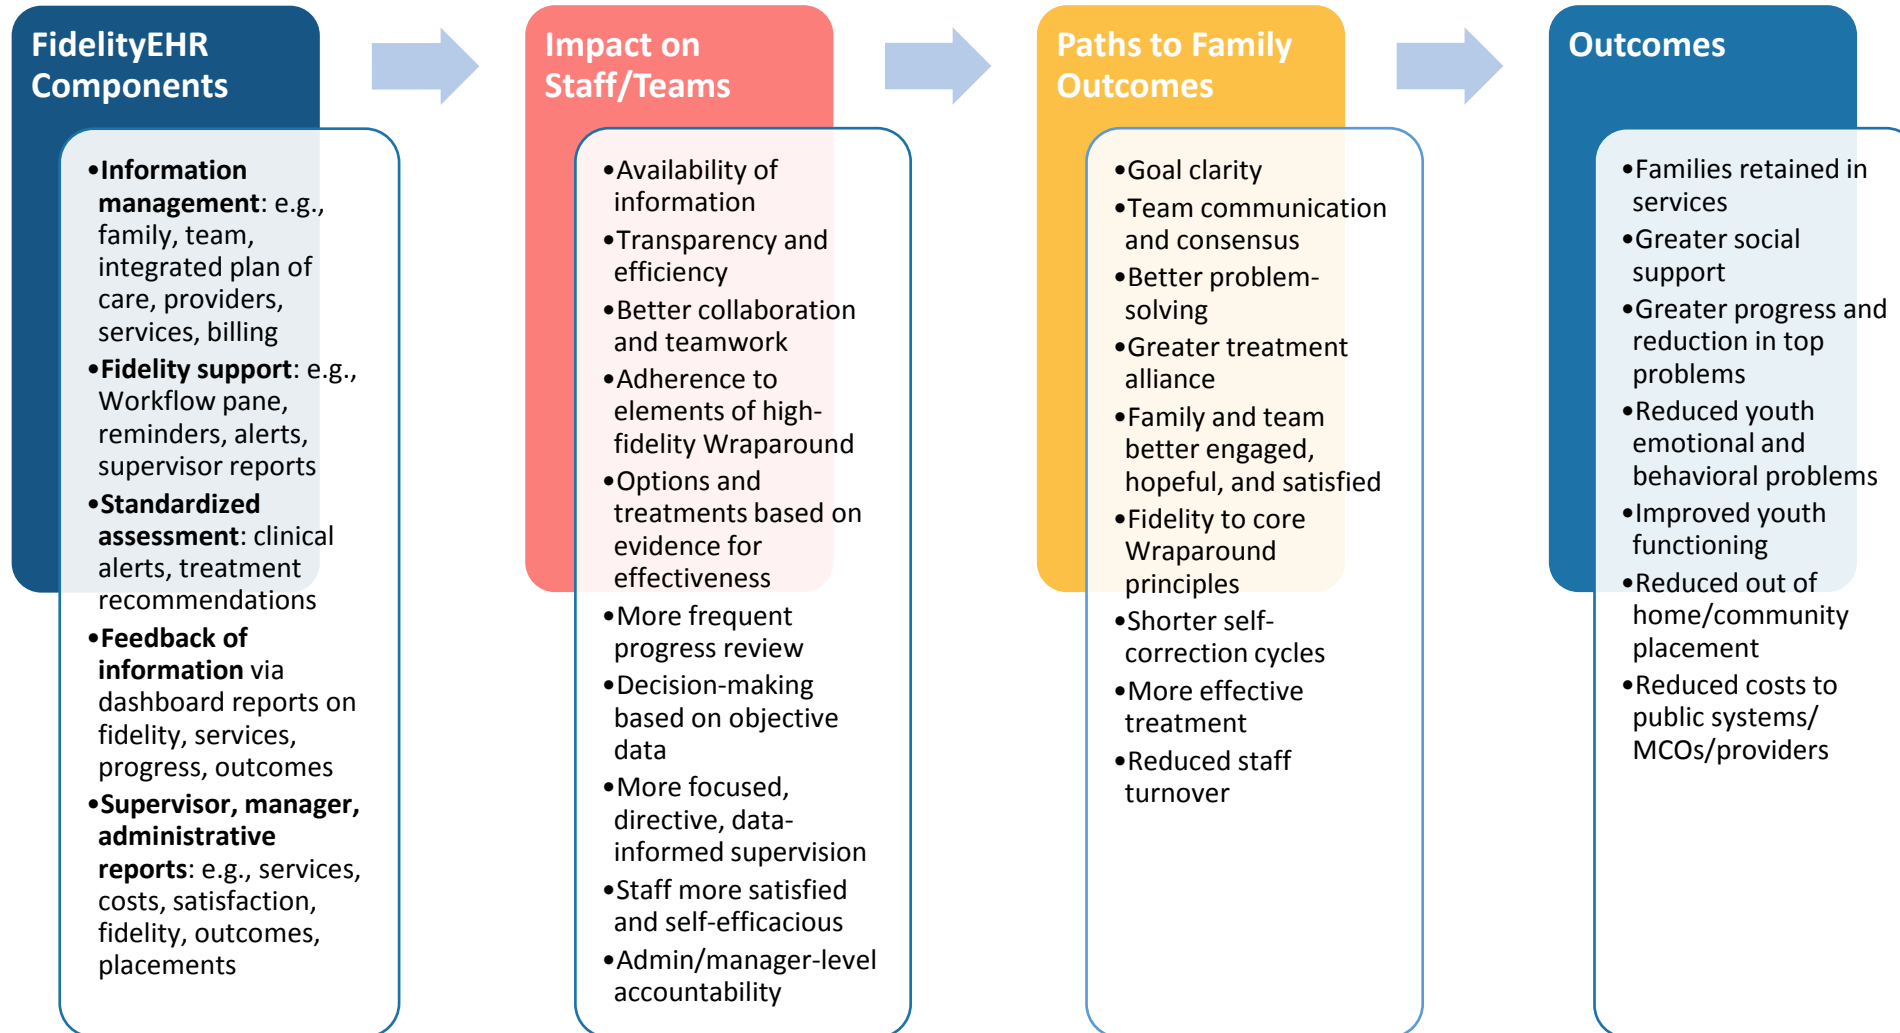 FidelityEHR
Components
•Information
management: e.g.,
family, team,
integrated plan of
care, providers,
services, billing
•Fidelity support: e.g.,
Workflow pane,
reminders, alerts,
supervisor reports
•Standardized
assessment: clinical
alerts, treatment
recommendations
•Feedback of
information via
dashboard reports on
fidelity, services,
progress, outcomes
•Supervisor, manager,
administrative
reports: e.g., services,
costs, satisfaction,
fidelity, outcomes,
placements
Impact on
Staff/Teams
•Availability of
information
•Transparency and
efficiency
•Better collaboration
and teamwork
•Adherence to
elements of high-
fidelity Wraparound
•Options and
treatments based on
evidence for
effectiveness
•More frequent
progress review
•Decision-making
based on objective
data
•More focused,
directive, data-
informed supervision
•Staff more satisfied
and self-efficacious
•Admin/manager-level
accountability
Paths to Family
Outcomes
•Goal clarity
•Team communication
and consensus
•Better problem-
solving
•Greater treatment
alliance
•Family and team
better engaged,
hopeful, and satisfied
•Fidelity to core
Wraparound
principles
•Shorter self-
correction cycles
•More effective
treatment
•Reduced staff
turnover
Outcomes
•Families retained in
services
•Greater social
support
•Greater progress and
reduction in top
problems
•Reduced youth
emotional and
behavioral problems
•Improved youth
functioning
•Reduced out of
home/community
placement
•Reduced costs to
public systems/
MCOs/providers